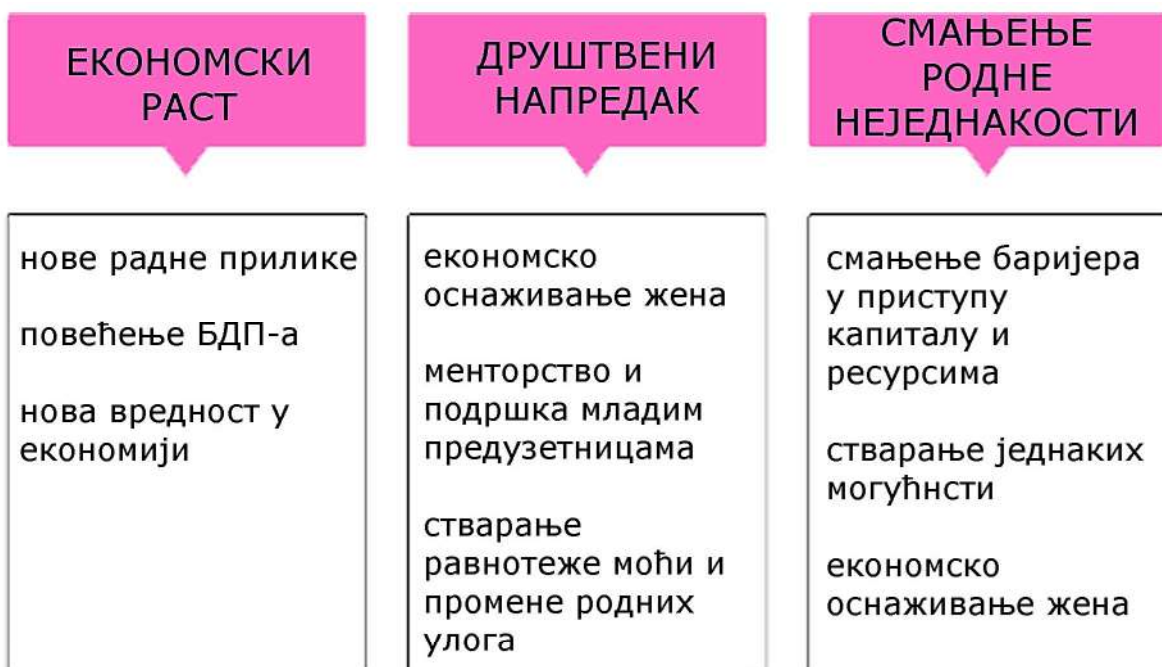 ЕКОНОМСКИ
РАСТ
нове радне прилике
повећење БДП-а
нова вредност у
економији
ДРУШТВЕНИ
НАПРЕДАК
економско
оснаживање жена
менторство и
подршка младим
предузетницама
стварање
равнотеже моћи и
промене родних
улога
СМАЊЕЊЕ
РОДНЕ
НЕЈЕДНАКОСТИ
смањење баријера
у приступу
капиталу и
ресурсима
стварање једнаких
могућнсти
економско
оснаживање жена